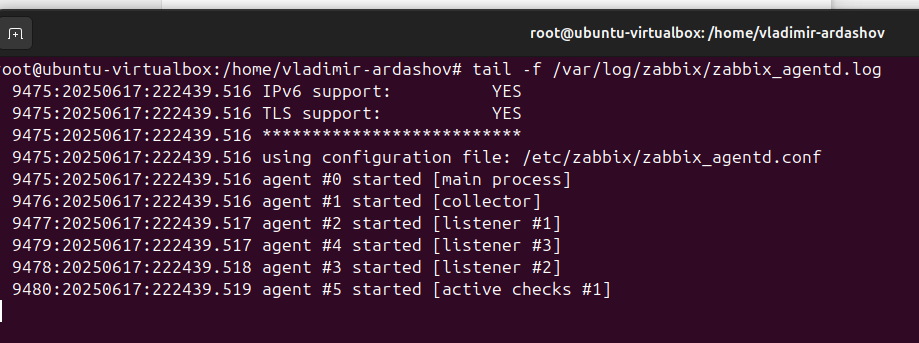 root@ubuntu-virtualbox: /home/vladimir-ardashov
root@ubuntu-virtualbox:/home/vladimir-ardashov# tail -f /var/log/zabbix/zabbix_agentd.log
9475:20250617:222439.516 IPv6 support:          YES
9475:20250617:222439.516 TLS support:           YES
9475:20250617:222439.516 **************************
9475:20250617:222439.516 using configuration file: /etc/zabbix/zabbix_agentd.conf
9475:20250617:222439.516 agent #0 started [main process]
9476:20250617:222439.516 agent #1 started [collector]
9477:20250617:222439.517 agent #2 started [listener #1]
9479:20250617:222439.517 agent #4 started [listener #3]
9478:20250617:222439.518 agent #3 started [listener #2]
9480:20250617:222439.519 agent #5 started [active checks #1]